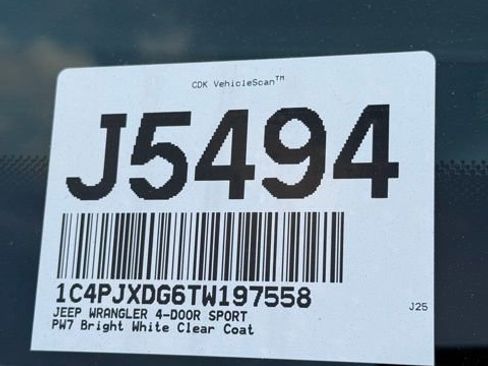 CDK VehicleScan™
J5494
1C4PJXDG6TW197558
J25
JEEP WRANGLER 4-DOOR SPORT
PW7 Bright White Clear Coat